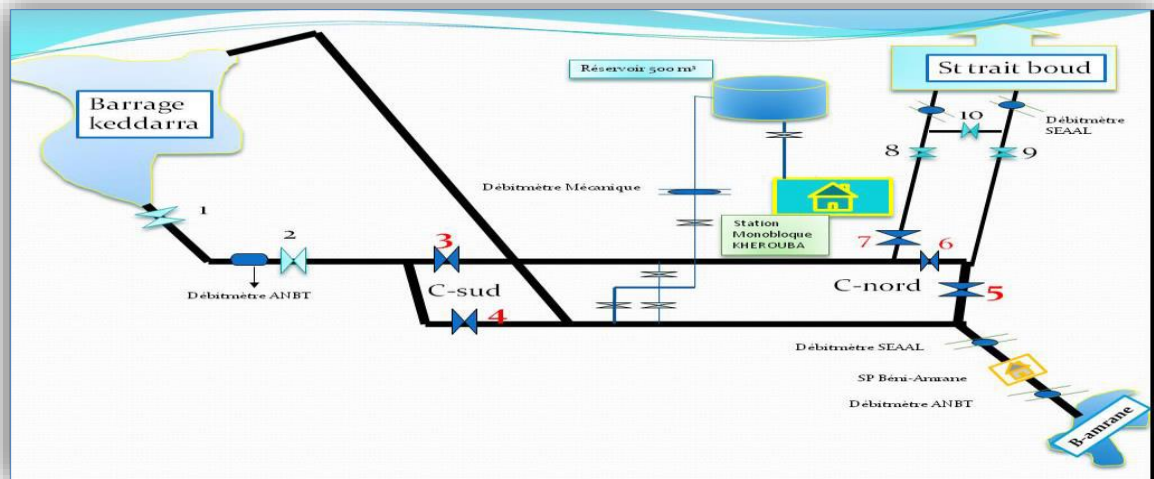 Réservoir 500 m³
St trait boud
Barrage
keddarra
10
Débitmètre
SEAAL
8
9
Débitmètre Mécanique
1
Station
Monobloque
KHEROUBA
2
3
7
6
Débitmètre ANBT
C-sud
C-nord
5
4
Débitmètre SEAAL
SP Béni-Amrane
Débitmètre ANBT
B-amrane